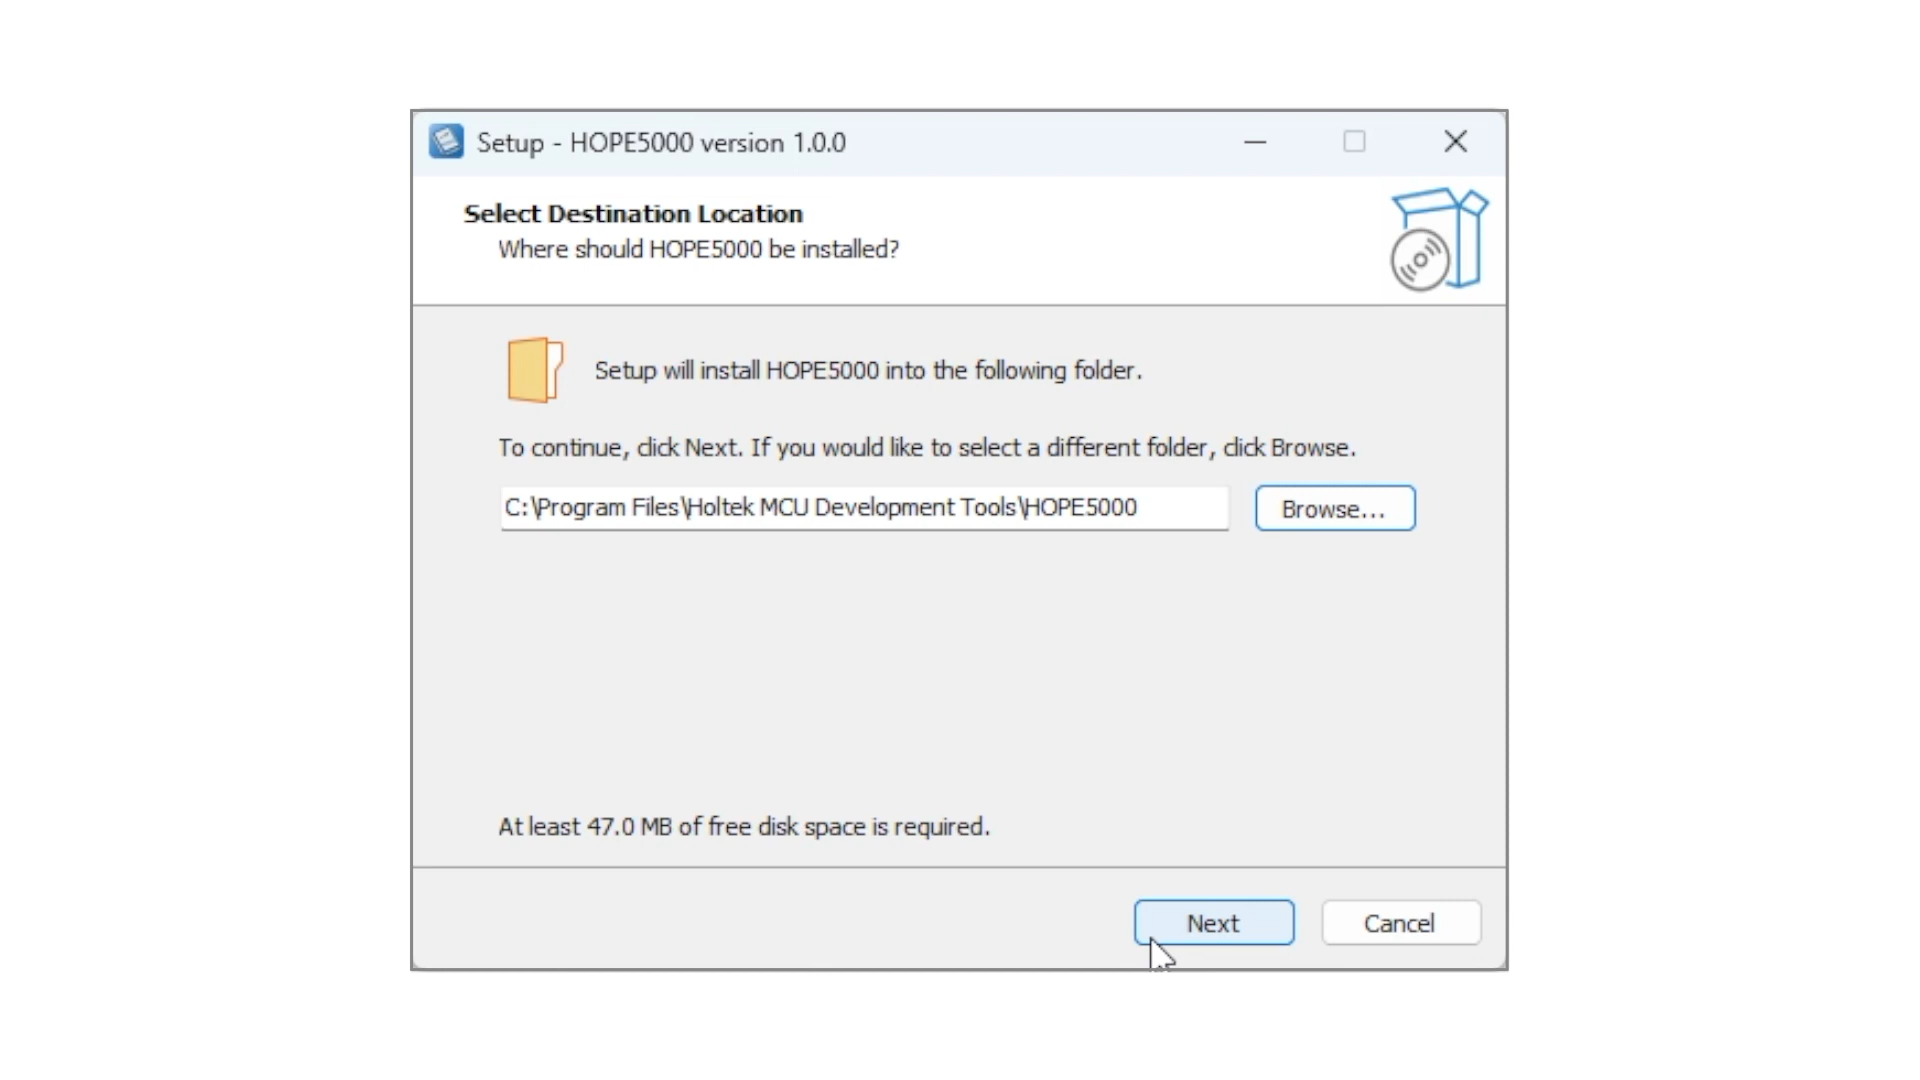 Setup - HOPE5000 version 1.0.0
Select Destination Location
Where should HOPE5000 be installed?
Setup will install HOPE5000 into the following folder.
To continue, click Next. If you would like to select a different folder, click Browse.
C:\Program Files\Holtek MCU Development Tools\HOPE5000
Browse...
At least 47.0 MB of free disk space is required.
Next
Cancel